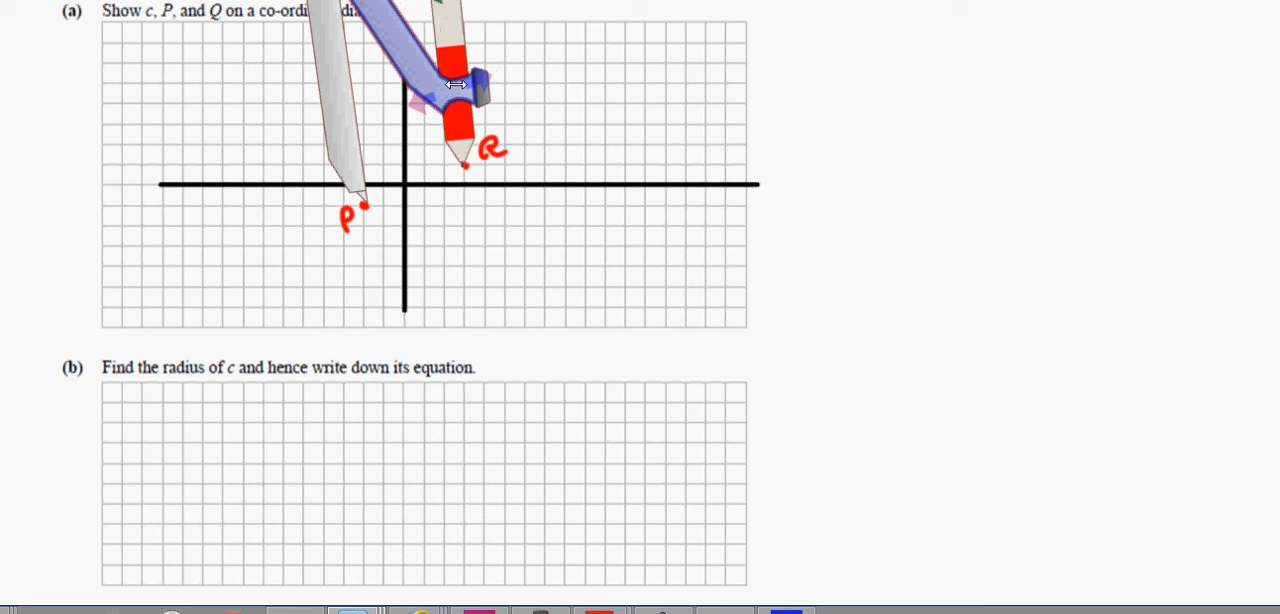 (a) Show c, P, and Q on a co-ordi
R
P
(b) Find the radius of c and hence write down its equation.